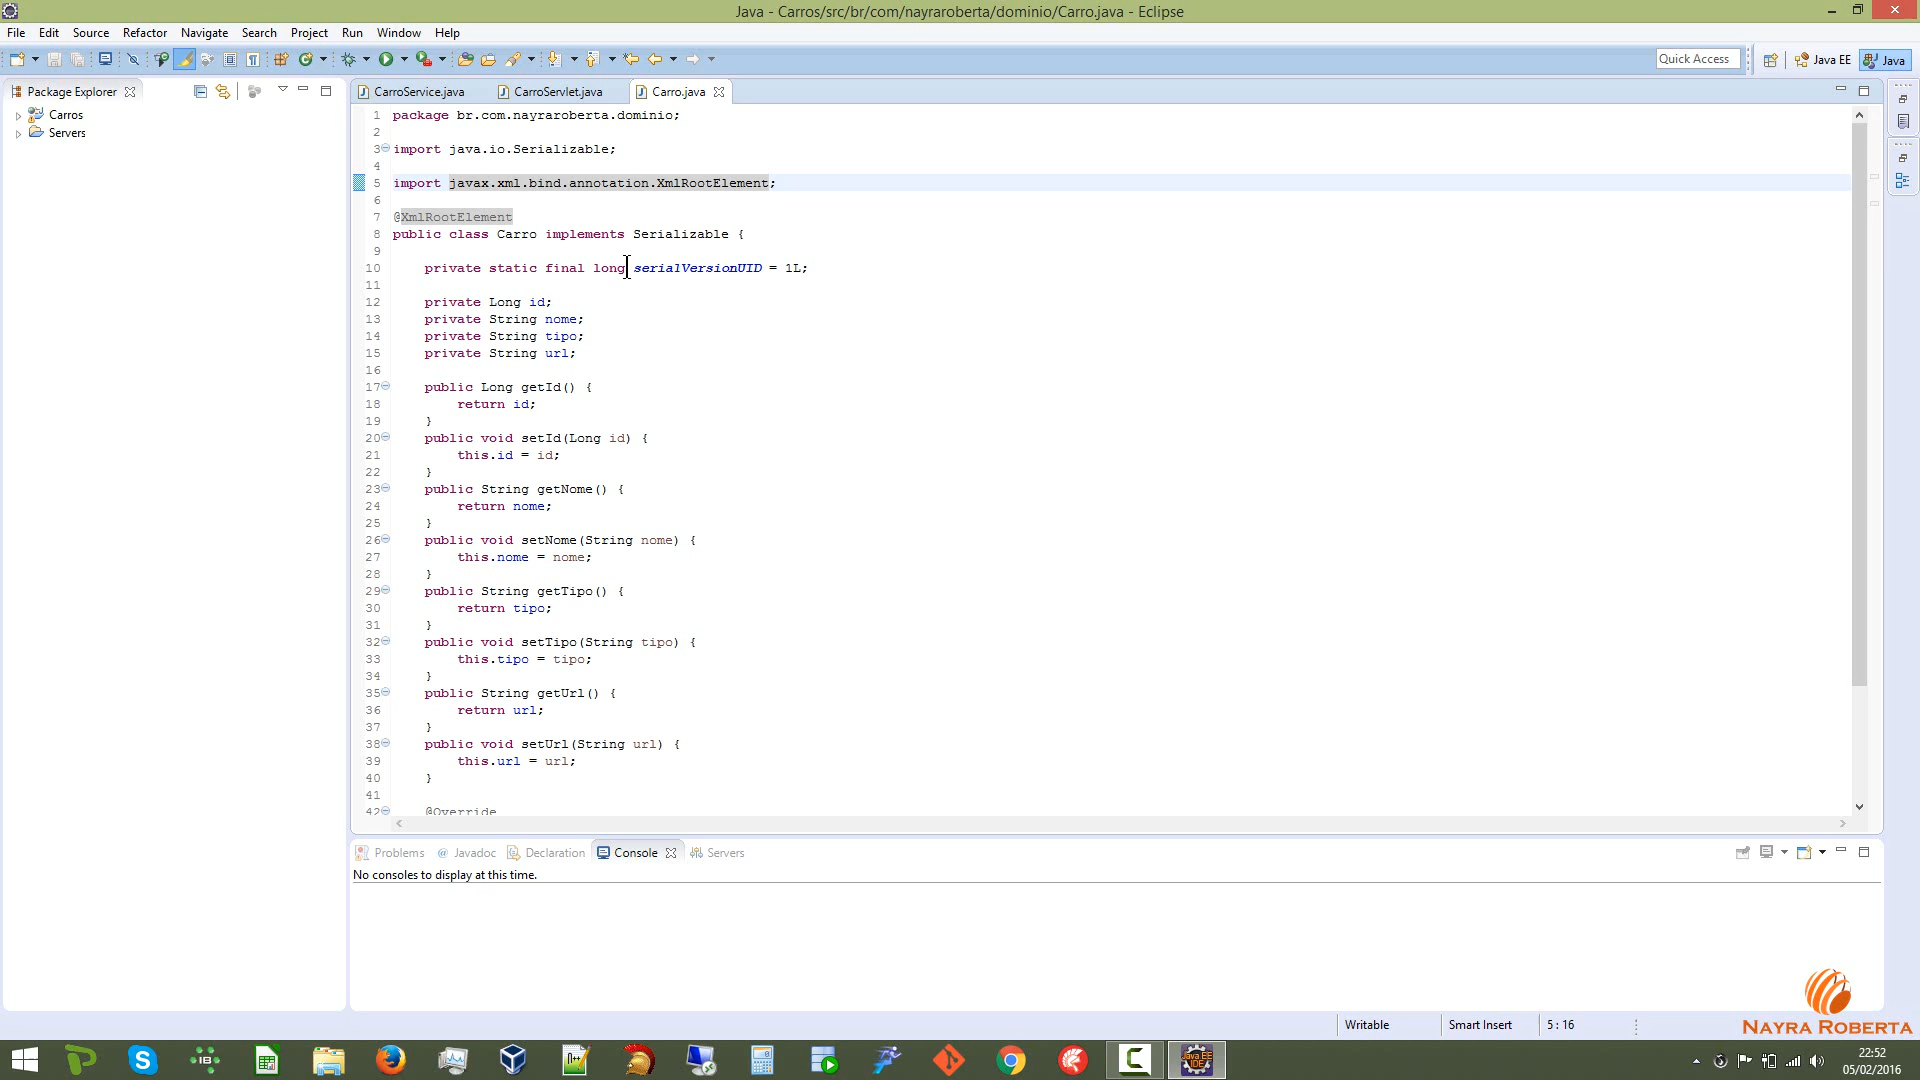 Java - Carros/src/br/com/nayraroberta/dominio/Carro.java - Eclipse
File Edit Source Refactor Navigate Search Project Run Window Help
Quick Access Java EE Java
Package Explorer
Carros
Servers
CarroService.java CarroServlet.java Carro.java
1 package br.com.nayraroberta.dominio;
2
3 import java.io.Serializable;
4
5 import javax.xml.bind.annotation.XmlRootElement;
6
7 @XmlRootElement
8 public class Carro implements Serializable {
9
10 private static final long serialVersionUID = 1L;
11
12 private Long id;
13 private String nome;
14 private String tipo;
15 private String url;
16
17 public Long getId() {
18 return id;
19 }
20 public void setId(Long id) {
21 this.id = id;
22 }
23 public String getNome() {
24 return nome;
25 }
26 public void setNome(String nome) {
27 this.nome = nome;
28 }
29 public String getTipo() {
30 return tipo;
31 }
32 public void setTipo(String tipo) {
33 this.tipo = tipo;
34 }
35 public String getUrl() {
36 return url;
37 }
38 public void setUrl(String url) {
39 this.url = url;
40 }
41
42 @Override
Problems @ Javadoc Declaration Console Servers
No consoles to display at this time.
Writable Smart Insert 5 : 16
NAYRA ROBERTA
Java EE
IDE
22:52
05/02/2016